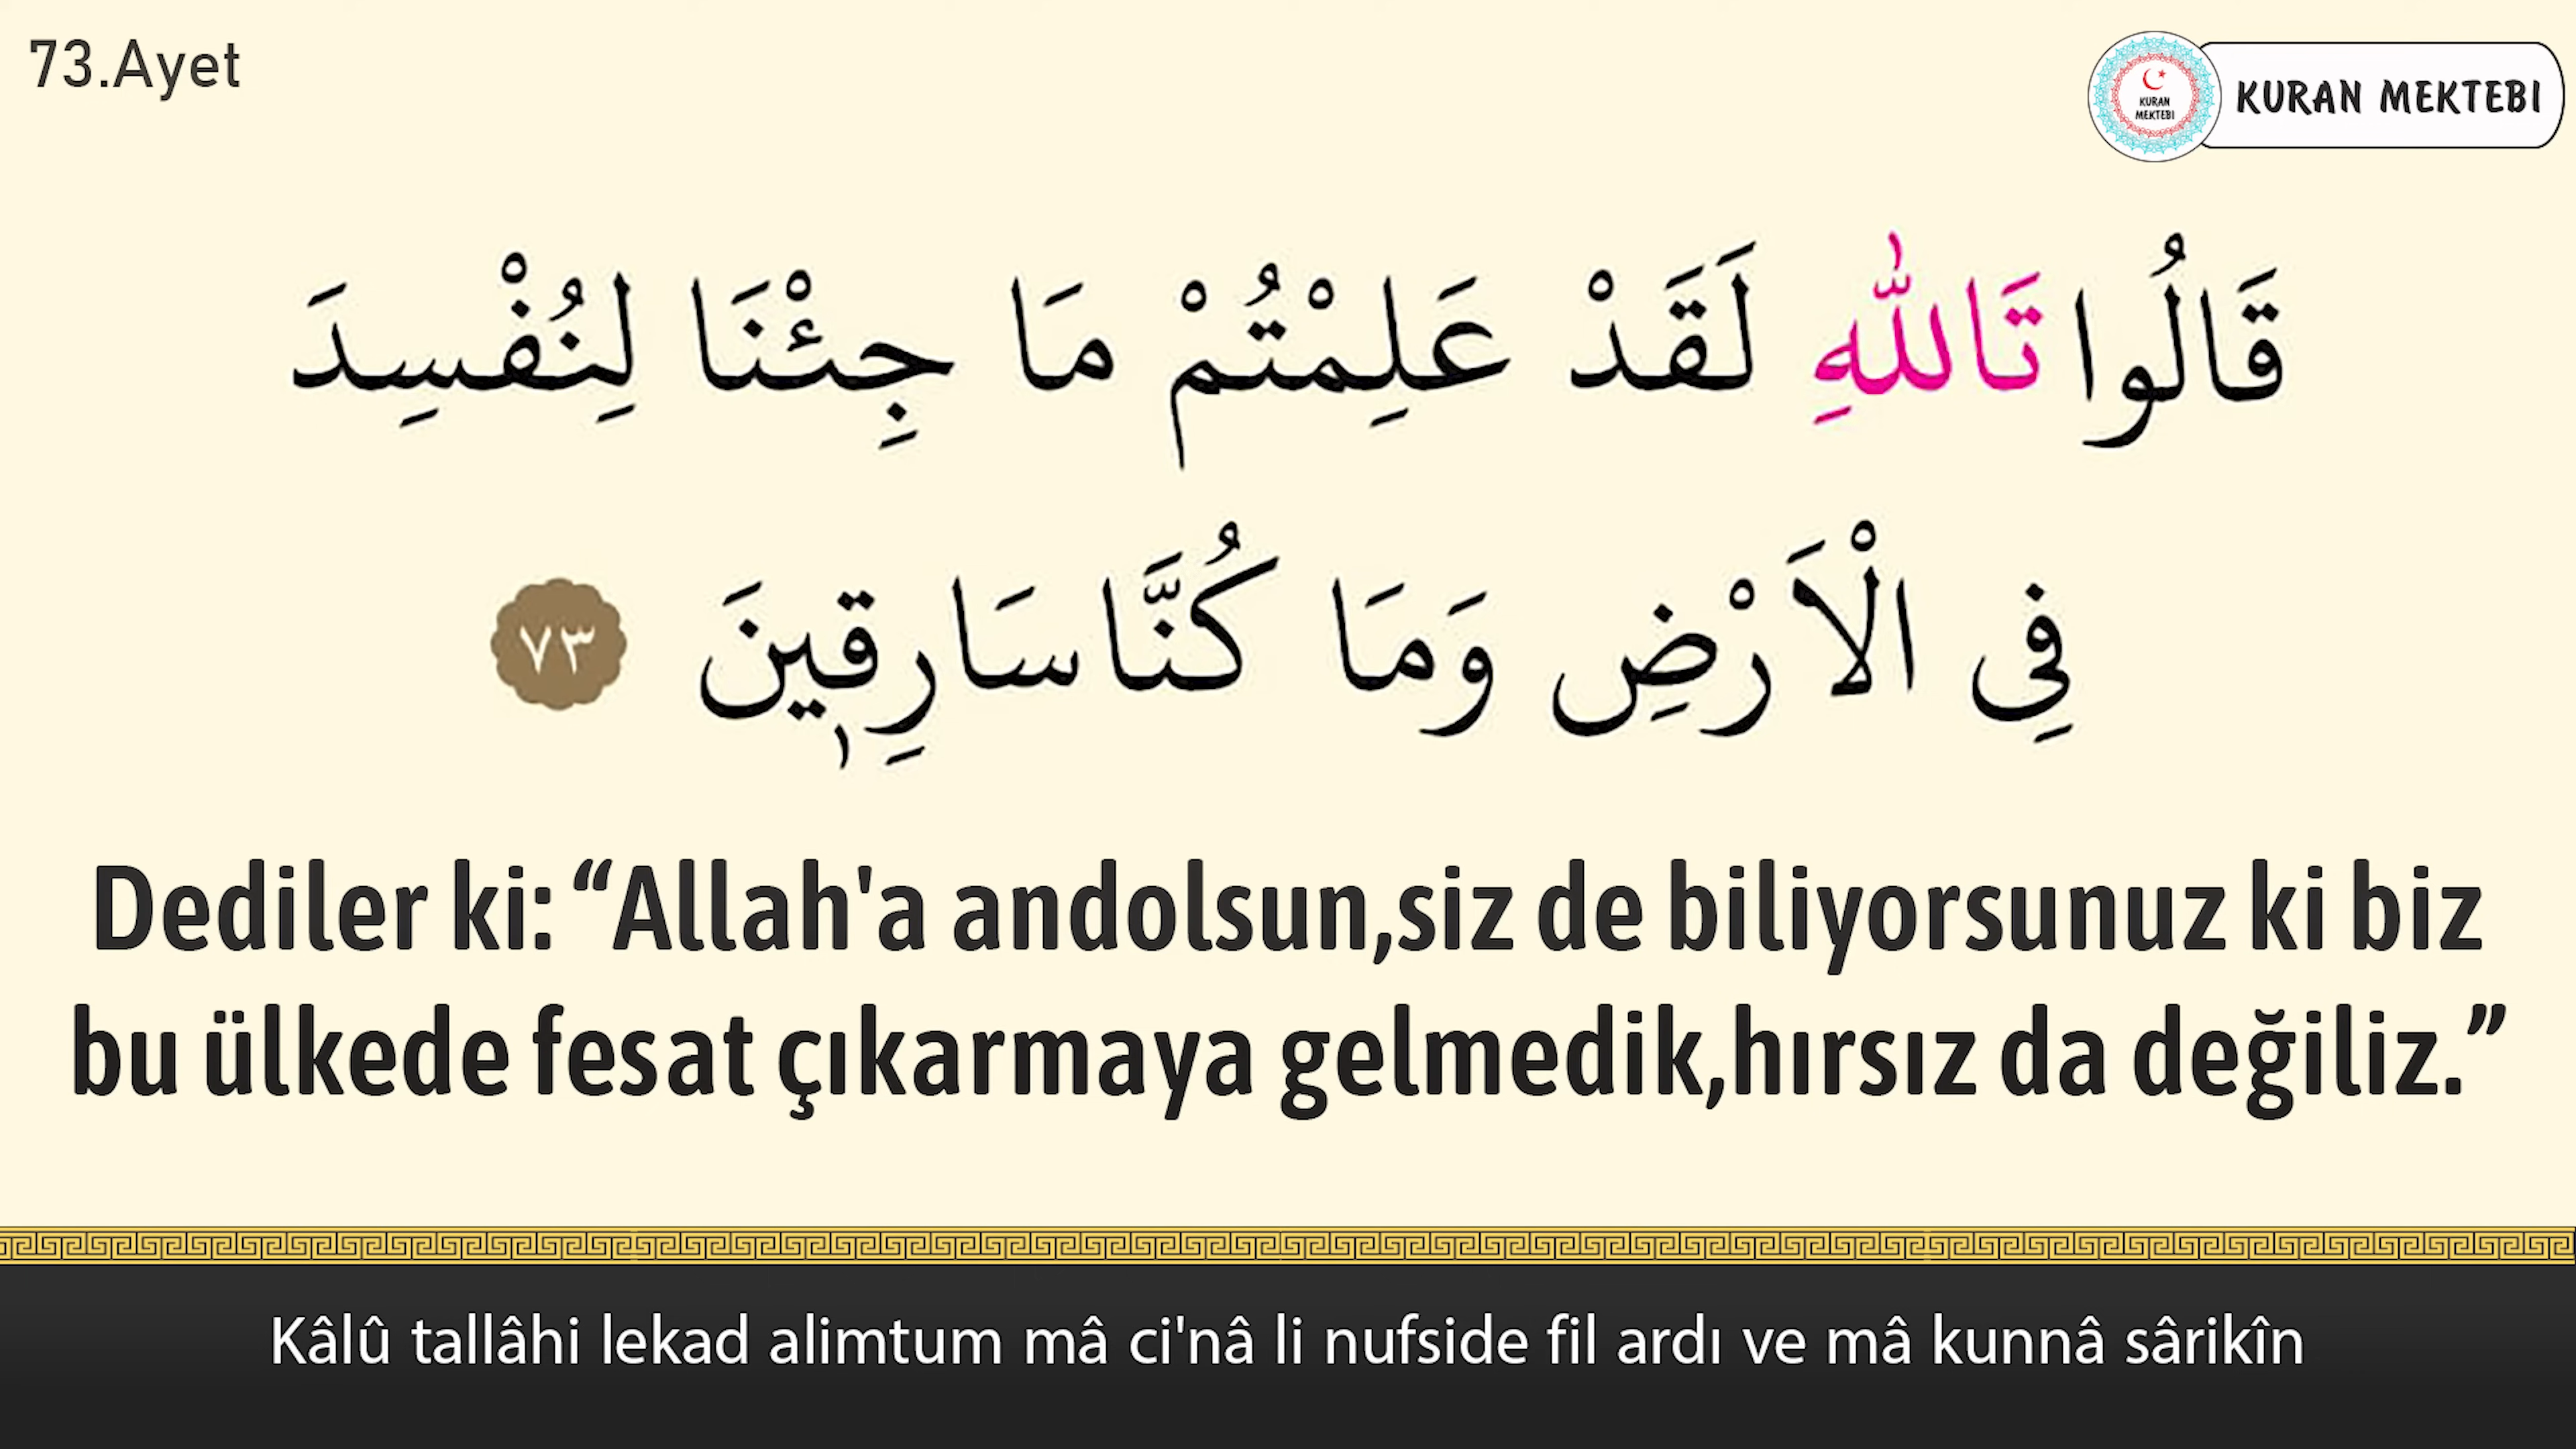 73.Ayet
KURAN MEKTEBI
KURAN MEKTEBI
قَالُوا تَاللّٰهِ لَقَدْ عَلِمْتُمْ مَا جِئْنَا لِنُفْسِدَ
فِي الْاَرْضِ وَمَا كُنَّا سَارِقٖينَ ٧٣
Dediler ki: “Allah'a andolsun,siz de biliyorsunuz ki biz
bu ülkede fesat çıkarmaya gelmedik,hırsız da değiliz.”
Kâlû tallâhi lekad alimtum mâ ci'nâ li nufside fil ardı ve mâ kunnâ sârikîn